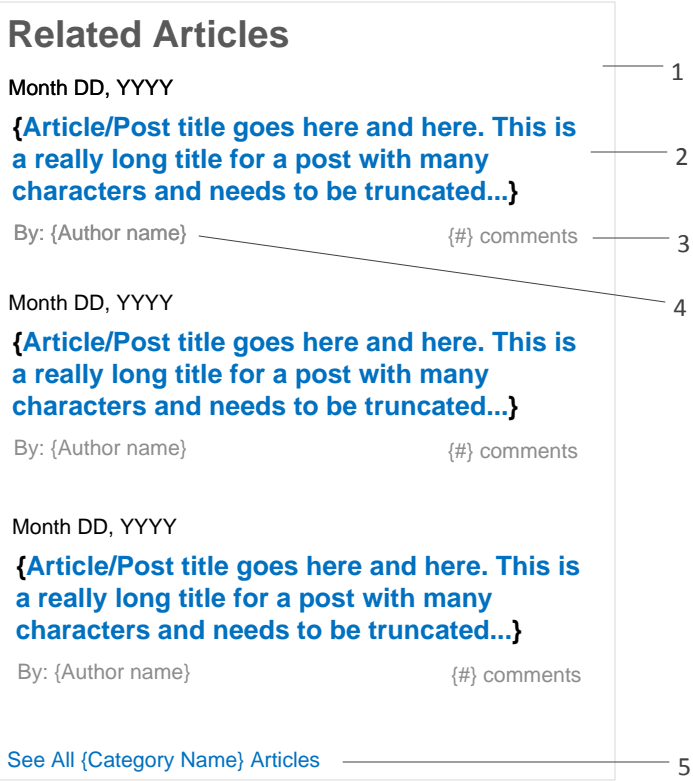 Related Articles
1
Month DD, YYYY
{Article/Post title goes here and here. This is
a really long title for a post with many
characters and needs to be truncated...}
2
By: {Author name}
{#} comments
3
4
Month DD, YYYY
{Article/Post title goes here and here. This is
a really long title for a post with many
characters and needs to be truncated...}
By: {Author name}
{#} comments
Month DD, YYYY
{Article/Post title goes here and here. This is
a really long title for a post with many
characters and needs to be truncated...}
By: {Author name}
{#} comments
See All {Category Name} Articles
5